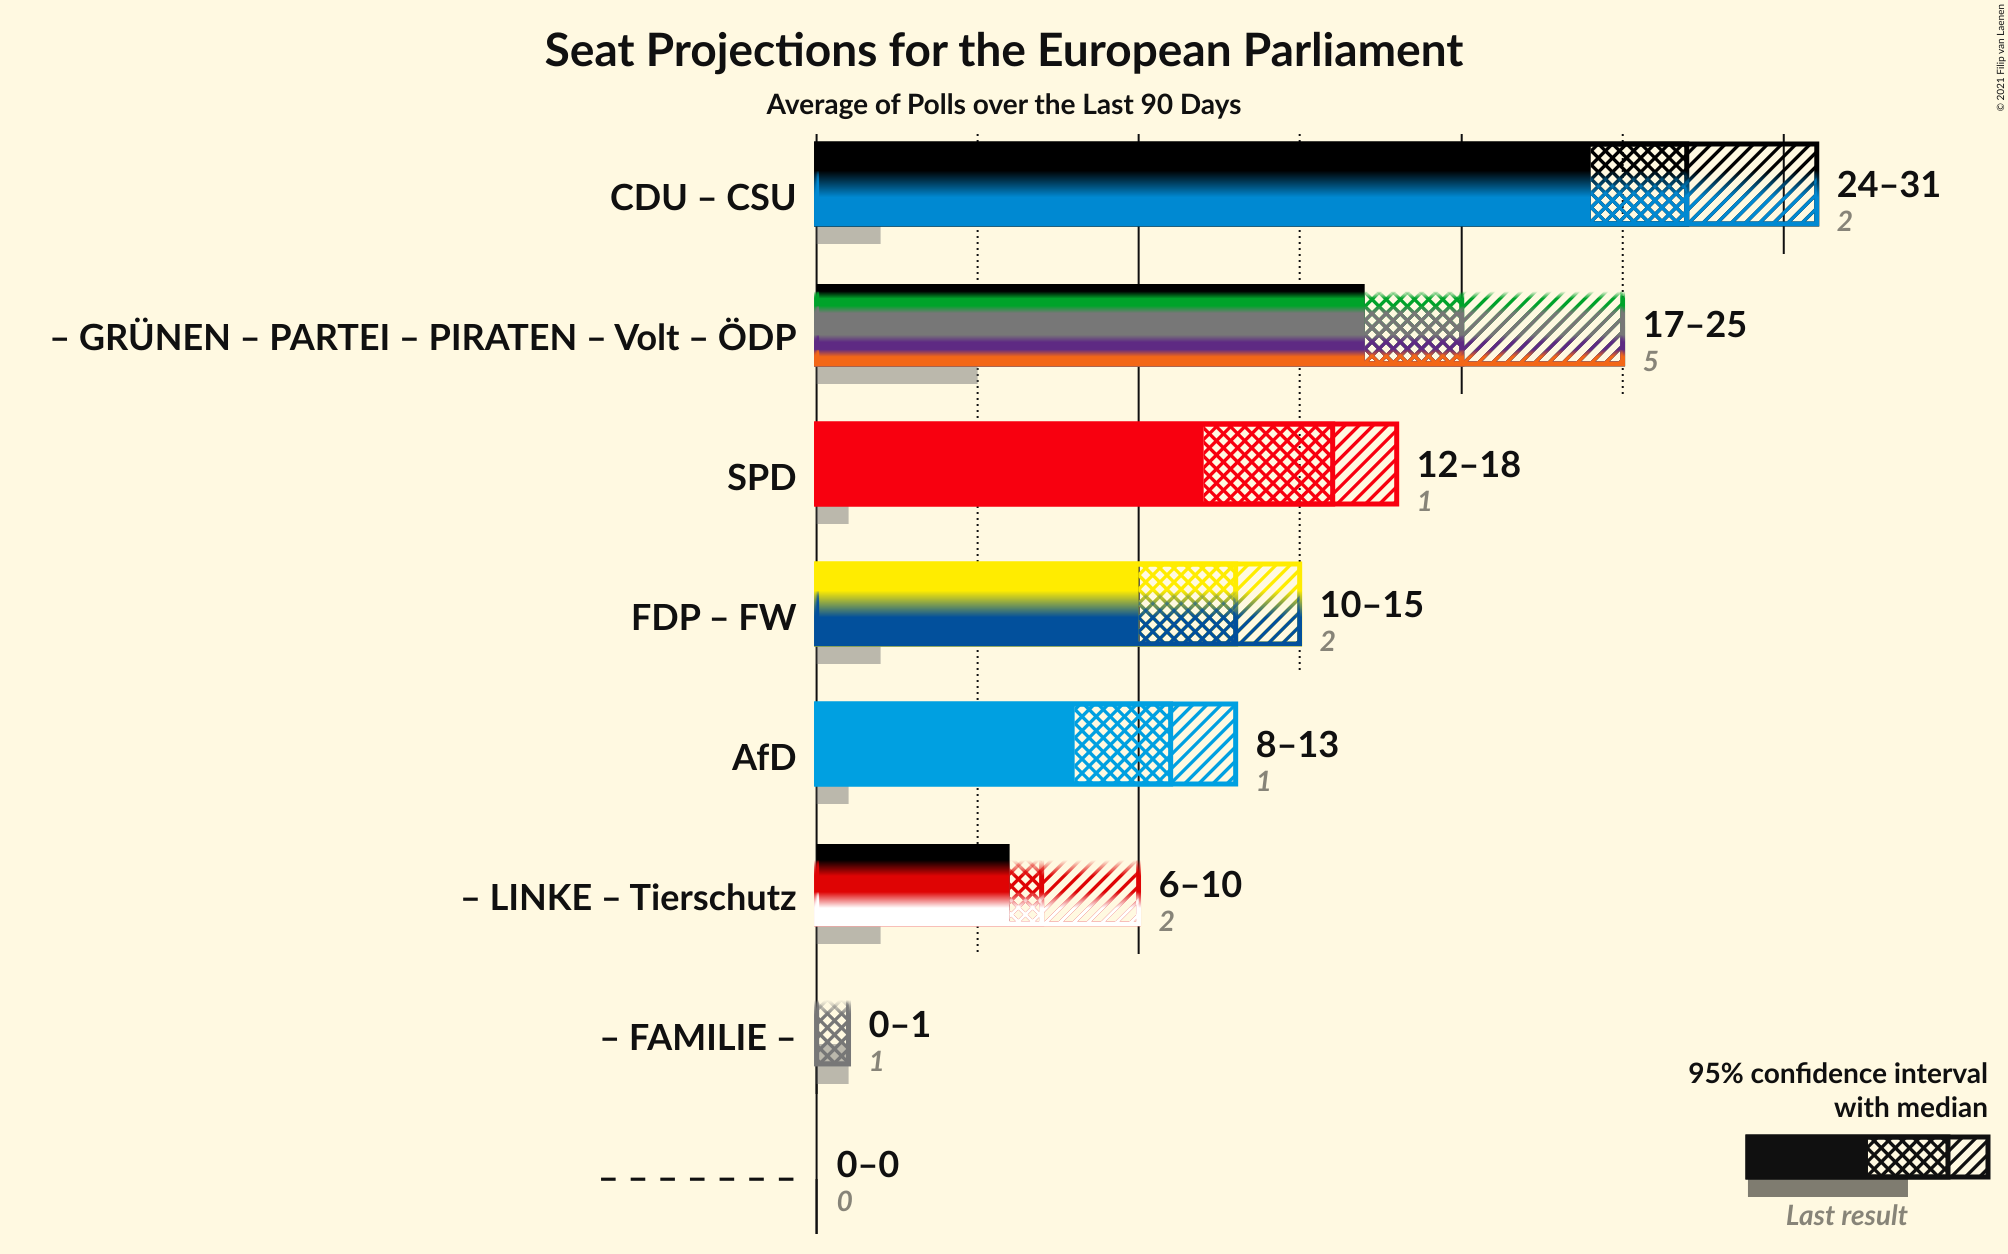 Seat Projections for the European Parliament
Average of Polls over the Last 90 Days
© 2021 Filip van Laenen
CDU – CSU
24–31
2
– GRÜNEN – PARTEI – PIRATEN – Volt – ÖDP
17–25
5
SPD
12–18
1
FDP – FW
10–15
2
AfD
8–13
1
– LINKE – Tierschutz
6–10
2
– FAMILIE –
0–1
1
– – – – – – –
0–0
0
95% confidence interval
with median
Last result